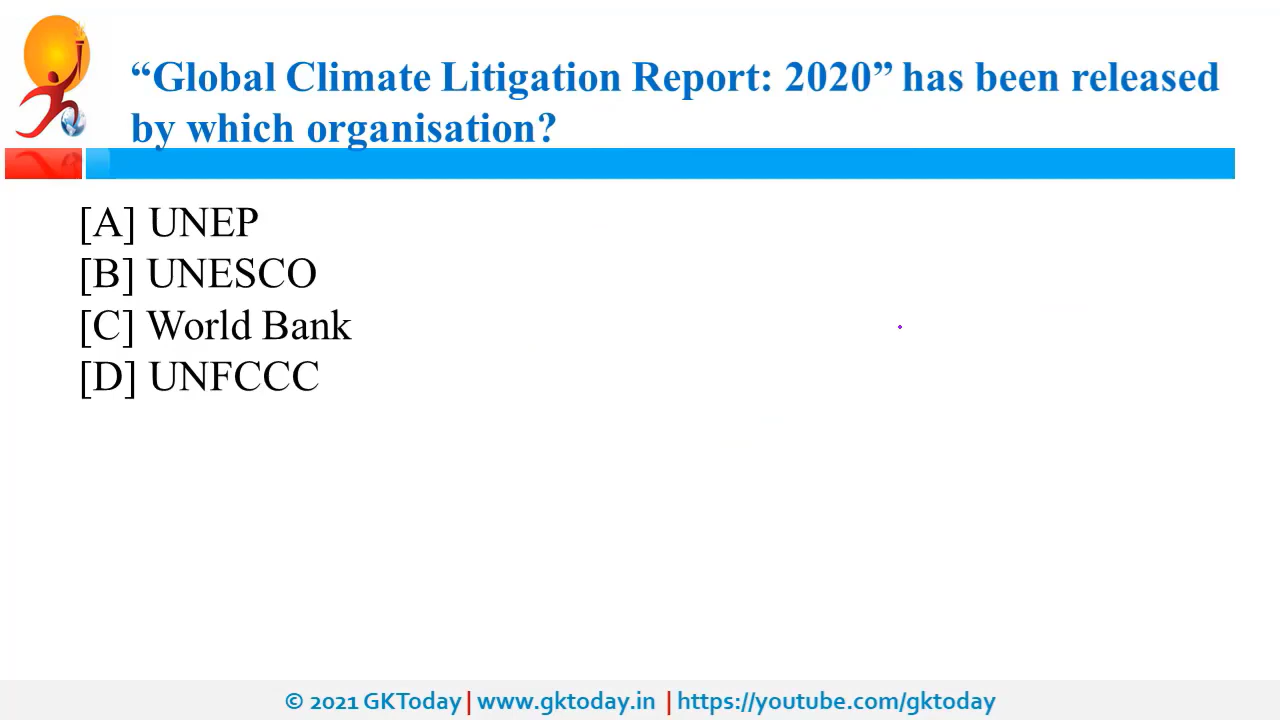 “Global Climate Litigation Report: 2020” has been released
by which organisation?
[A] UNEP
[B] UNESCO
[C] World Bank
[D] UNFCCC
© 2021 GKToday | www.gktoday.in | https://youtube.com/gktoday